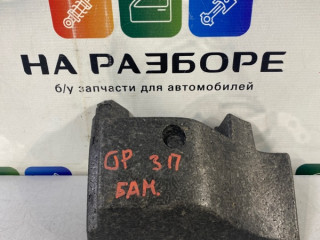 НА РАЗБОРЕ
б/у запчасти для автомобилей
ОР ЗП
БАМ.